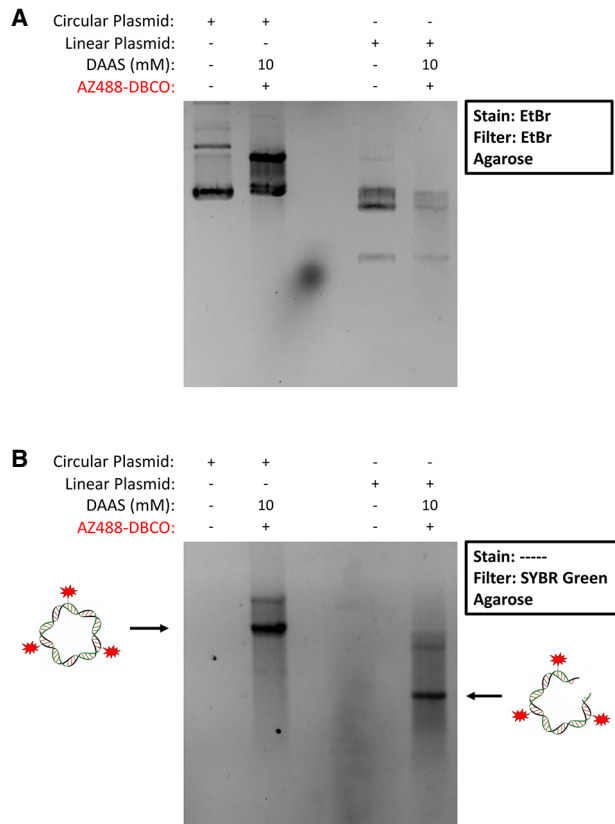 A
Circular Plasmid: + + - -
Linear Plasmid: - - + +
DAAS (mM): - 10 - 10
AZ488-DBCO: - + - +
Stain: EtBr
Filter: EtBr
Agarose
B
Circular Plasmid: + + - -
Linear Plasmid: - - + +
DAAS (mM): - 10 - 10
AZ488-DBCO: - + - +
Stain: -----
Filter: SYBR Green
Agarose